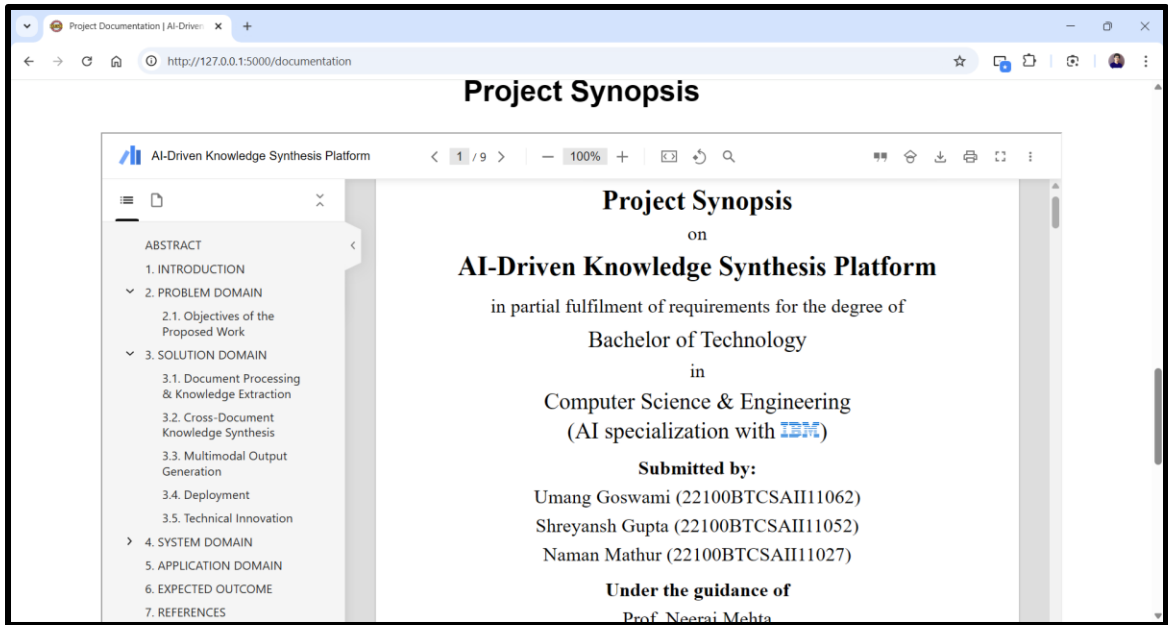 Project Documentation | AI-Driven
http://127.0.0.1:5000/documentation
Project Synopsis
AI-Driven Knowledge Synthesis Platform
1 / 9
100%
ABSTRACT
1. INTRODUCTION
2. PROBLEM DOMAIN
2.1. Objectives of the
Proposed Work
3. SOLUTION DOMAIN
3.1. Document Processing
& Knowledge Extraction
3.2. Cross-Document
Knowledge Synthesis
3.3. Multimodal Output
Generation
3.4. Deployment
3.5. Technical Innovation
4. SYSTEM DOMAIN
5. APPLICATION DOMAIN
6. EXPECTED OUTCOME
7. REFERENCES
Project Synopsis
on
AI-Driven Knowledge Synthesis Platform
in partial fulfilment of requirements for the degree of
Bachelor of Technology
in
Computer Science & Engineering
(AI specialization with IBM)
Submitted by:
Umang Goswami (22100BTCSAII11062)
Shreyansh Gupta (22100BTCSAII11052)
Naman Mathur (22100BTCSAII11027)
Under the guidance of
Prof. Neeraj Mehta